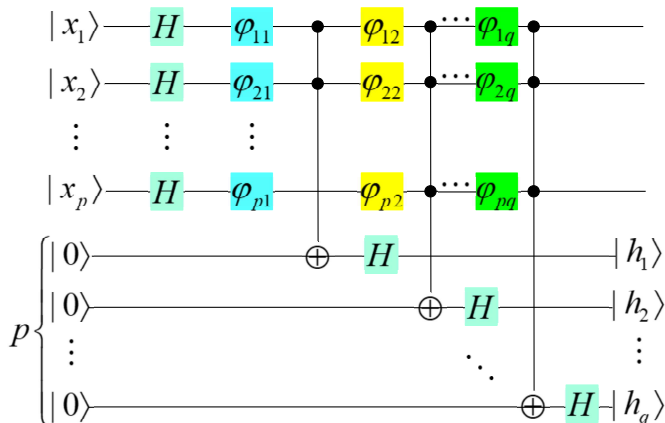 |x₁⟩ H φ₁₁ φ₁₂ ⋯ φ₁q
|x₂⟩ H φ₂₁ φ₂₂ ⋯ φ₂q
⋮ ⋮ ⋮
|xₚ⟩ H φₚ₁ φₚ₂ ⋯ φₚq
|0⟩ H |h₁⟩
|0⟩ H |h₂⟩
p ⋮ ⋱ ⋮
|0⟩ H |hq⟩